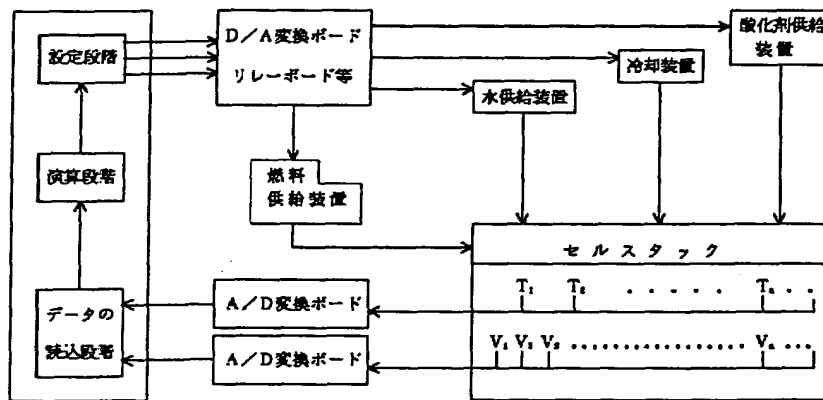 設定段階
D/A変換ボード
リレーボード等
酸化剤供給
装置
冷却装置
水供給装置
演算段階
燃料
供給装置
セルスタック
データの
読込段階
A/D変換ボード
A/D変換ボード
T₁ T₂ ..... Tₙ ..
V₁ V₂ V₃ .................. Vₙ ...